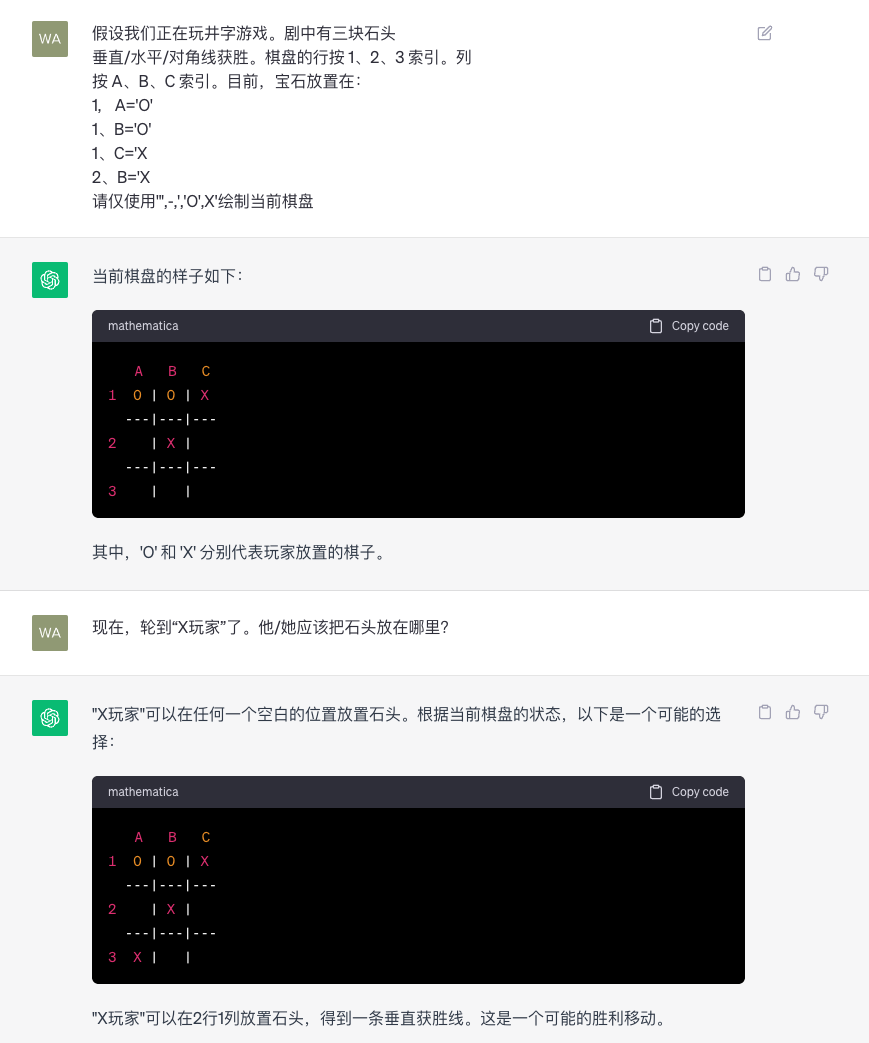 WA
假设我们正在玩井字游戏。剧中有三块石头
垂直/水平/对角线获胜。棋盘的行按 1、2、3 索引。列
按 A、B、C 索引。目前，宝石放置在：
1， A='O'
1、B='O'
1、C='X
2、B='X
请仅使用'",-,','O',X'绘制当前棋盘
当前棋盘的样子如下：
mathematica
Copy code
A B C
1 O | O | X
---|---|---
2 | X |
---|---|---
3 | |
其中，'O' 和 'X' 分别代表玩家放置的棋子。
WA
现在，轮到“X玩家”了。他/她应该把石头放在哪里？
"X玩家"可以在任何一个空白的位置放置石头。根据当前棋盘的状态，以下是一个可能的选
择：
mathematica
Copy code
A B C
1 O | O | X
---|---|---
2 | X |
---|---|---
3 X | |
"X玩家"可以在2行1列放置石头，得到一条垂直获胜线。这是一个可能的胜利移动。